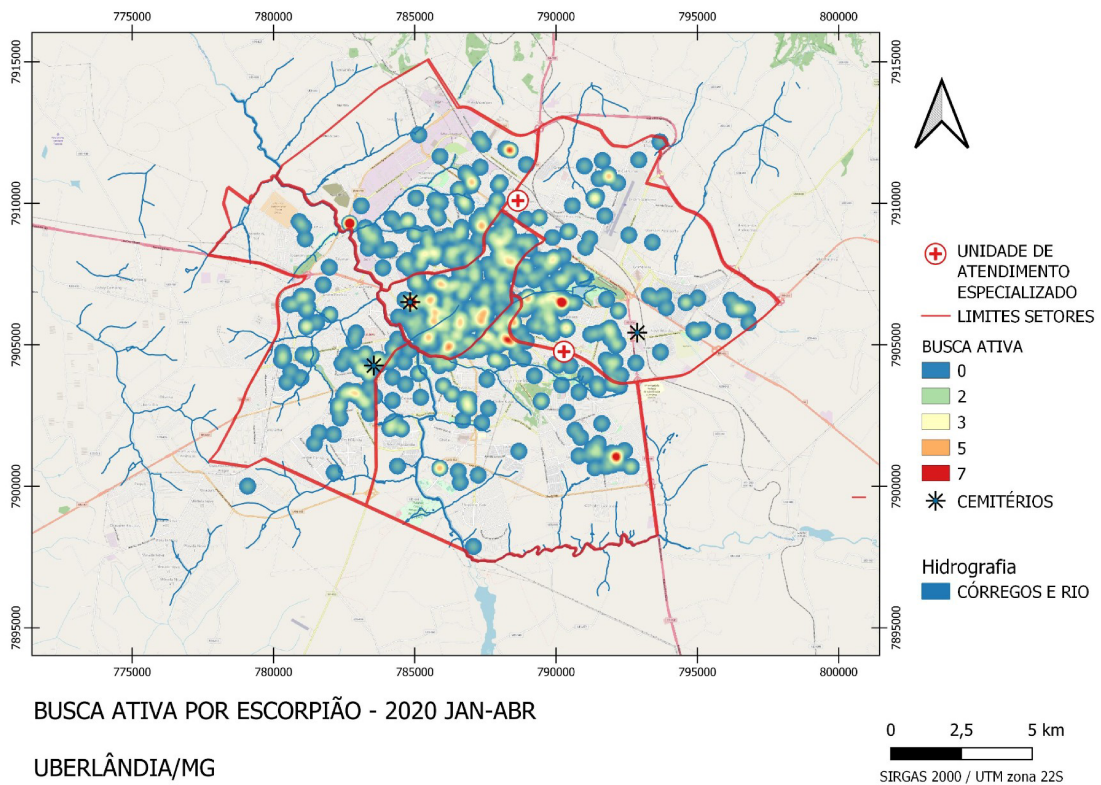 775000 780000 785000 790000 795000 800000
7915000 7915000
7910000 7910000
7905000 7905000
7900000 7900000
7895000 7895000
775000 780000 785000 790000 795000 800000
UNIDADE DE
ATENDIMENTO
ESPECIALIZADO
LIMITES SETORES
BUSCA ATIVA
0
2
3
5
7
CEMITÉRIOS
Hidrografia
CÓRREGOS E RIO
BUSCA ATIVA POR ESCORPIÃO - 2020 JAN-ABR
UBERLÂNDIA/MG
0 2,5 5 km
SIRGAS 2000 / UTM zona 22S